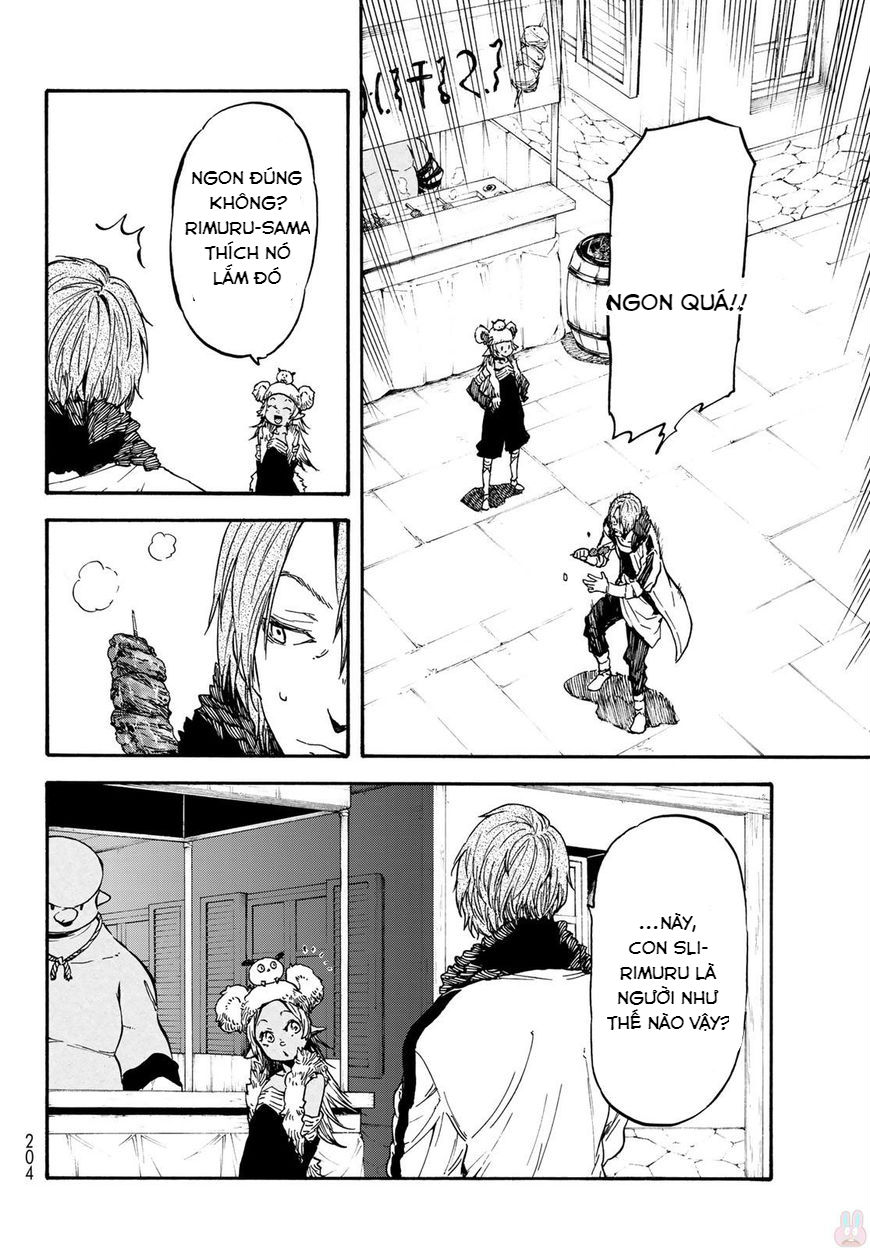 NGON QUÁ!!
NGON ĐÚNG
KHÔNG?
RIMURU-SAMA
THÍCH NÓ
LẮM ĐÓ
...NÀY,
CON SLI-
RIMURU LÀ
NGƯỜI NHƯ
THẾ NÀO VẬY?
204